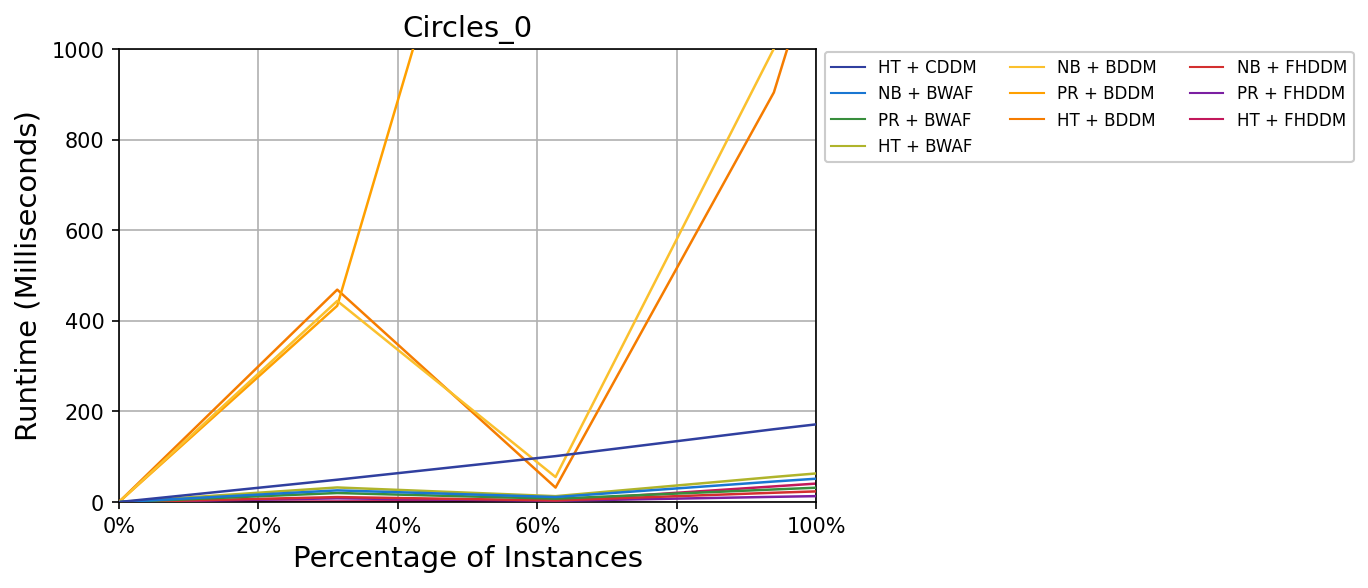 Circles_0
Runtime (Milliseconds)
1000
800
600
400
200
0
0%
20%
40%
60%
80%
100%
Percentage of Instances
HT + CDDM
NB + BWAF
PR + BWAF
HT + BWAF
NB + BDDM
PR + BDDM
HT + BDDM
NB + FHDDM
PR + FHDDM
HT + FHDDM